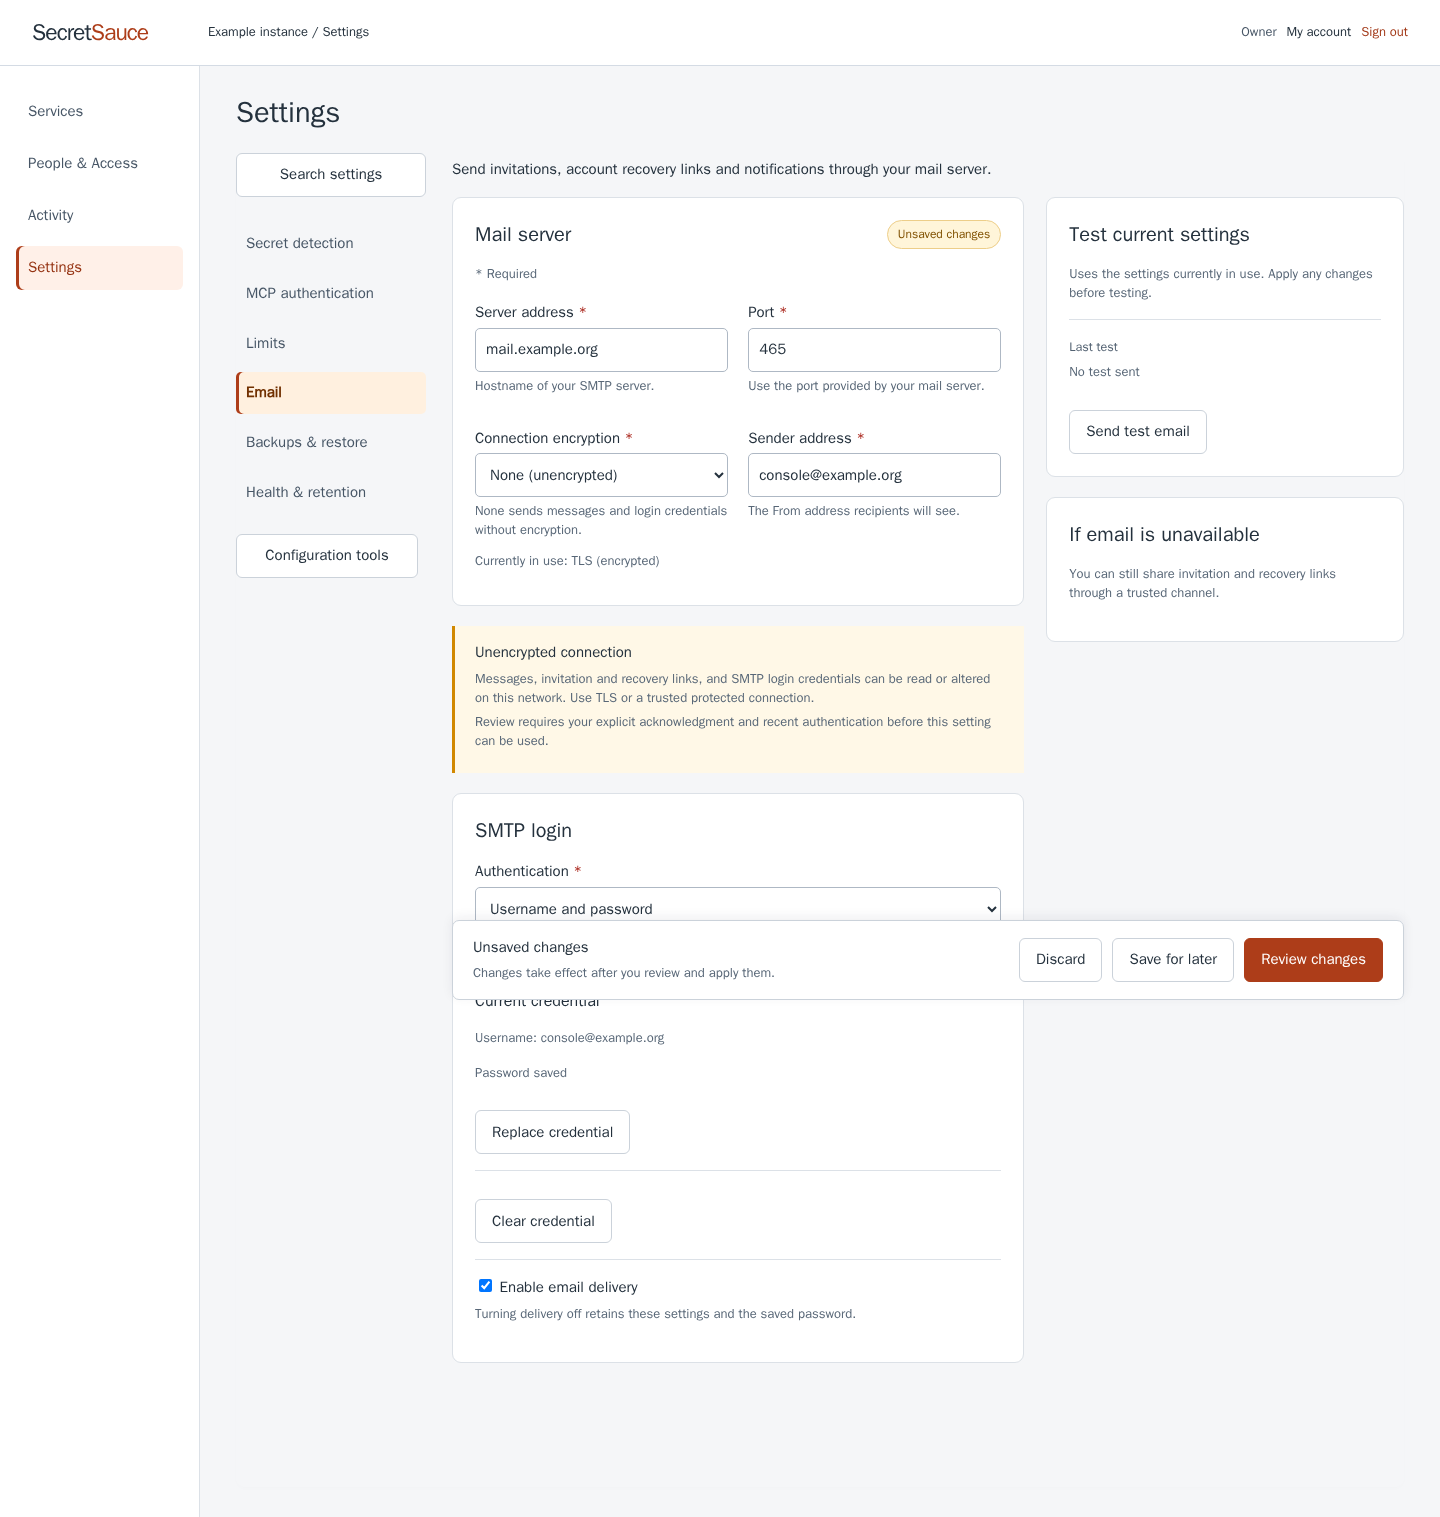 SecretSauce
Example instance / Settings
Owner My account Sign out
Services
People & Access
Activity
Settings
Settings
Search settings
Secret detection
MCP authentication
Limits
Email
Backups & restore
Health & retention
Configuration tools
Send invitations, account recovery links and notifications through your mail server.
Mail server
Unsaved changes
* Required
Server address *
mail.example.org
Hostname of your SMTP server.
Port *
465
Use the port provided by your mail server.
Connection encryption *
None (unencrypted)
None sends messages and login credentials
without encryption.
Currently in use: TLS (encrypted)
Sender address *
console@example.org
The From address recipients will see.
Unencrypted connection
Messages, invitation and recovery links, and SMTP login credentials can be read or altered
on this network. Use TLS or a trusted protected connection.
Review requires your explicit acknowledgment and recent authentication before this setting
can be used.
SMTP login
Authentication *
Username and password
Unsaved changes
Changes take effect after you review and apply them.
Discard
Save for later
Review changes
Current credential
Username: console@example.org
Password saved
Replace credential
Clear credential
Enable email delivery
Turning delivery off retains these settings and the saved password.
Test current settings
Uses the settings currently in use. Apply any changes
before testing.
Last test
No test sent
Send test email
If email is unavailable
You can still share invitation and recovery links
through a trusted channel.